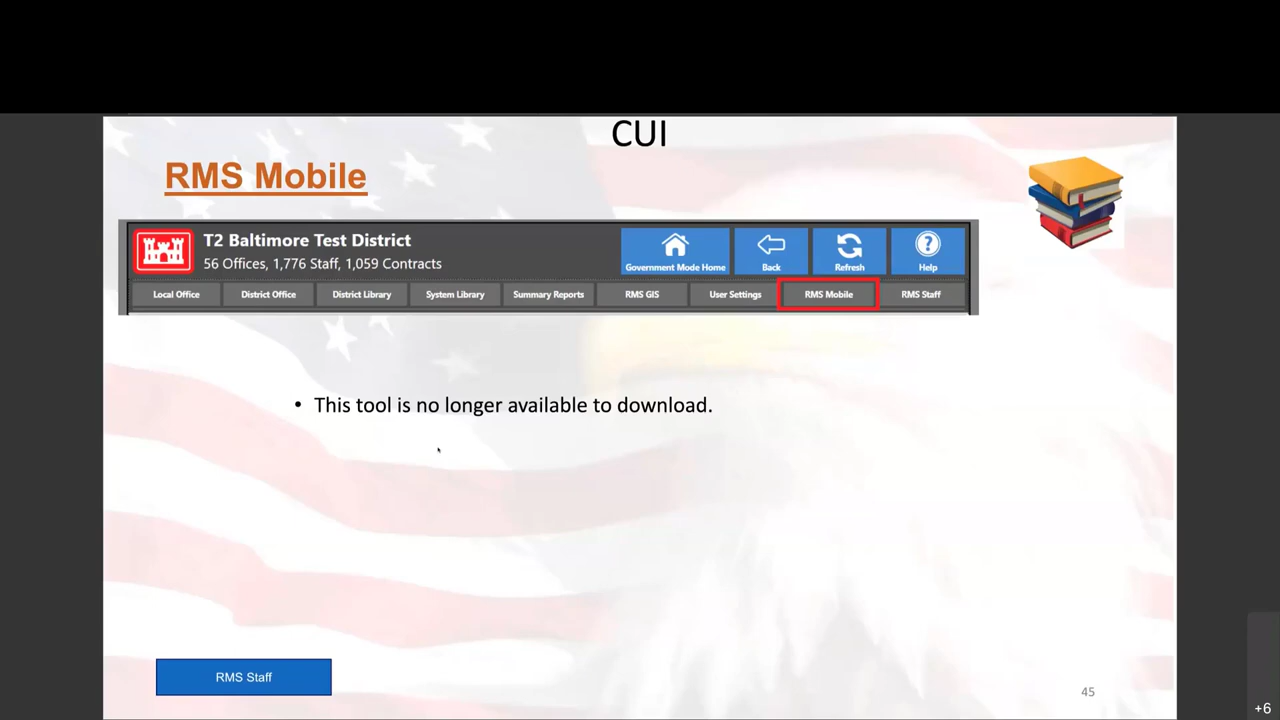 CUI
RMS Mobile
T2 Baltimore Test District
56 Offices, 1,776 Staff, 1,059 Contracts
Government Mode Home
Back
Refresh
Help
Local Office
District Office
District Library
System Library
Summary Reports
RMS GIS
User Settings
RMS Mobile
RMS Staff
• This tool is no longer available to download.
RMS Staff
45
+6